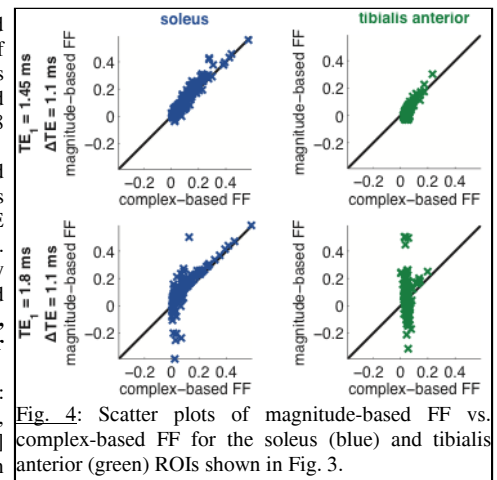 soleus
tibialis anterior
TE1 = 1.45 ms
ΔTE = 1.1 ms
magnitude−based FF
0.4
0.2
0
−0.2
−0.2 0 0.2 0.4
complex−based FF
magnitude−based FF
0.4
0.2
0
−0.2
−0.2 0 0.2 0.4
complex−based FF
TE1 = 1.8 ms
ΔTE = 1.1 ms
magnitude−based FF
0.4
0.2
0
−0.2
−0.2 0 0.2 0.4
complex−based FF
magnitude−based FF
0.4
0.2
0
−0.2
−0.2 0 0.2 0.4
complex−based FF
Fig. 4: Scatter plots of magnitude-based FF vs.
complex-based FF for the soleus (blue) and tibialis
anterior (green) ROIs shown in Fig. 3.